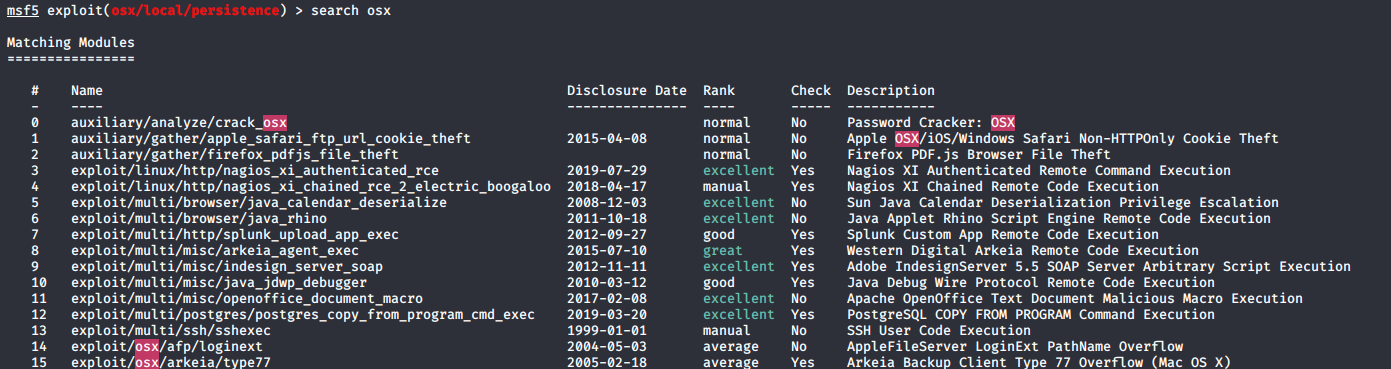 msf5 exploit(osx/local/persistence) > search osx
Matching Modules
================
# Name Disclosure Date Rank Check Description
- ---- --------------- ---- ----- -----------
0 auxiliary/analyze/crack_osx normal No Password Cracker: OSX
1 auxiliary/gather/apple_safari_ftp_url_cookie_theft 2015-04-08 normal No Apple OSX/iOS/Windows Safari Non-HTTPOnly Cookie Theft
2 auxiliary/gather/firefox_pdfjs_file_theft normal No Firefox PDF.js Browser File Theft
3 exploit/linux/http/nagios_xi_authenticated_rce 2019-07-29 excellent Yes Nagios XI Authenticated Remote Command Execution
4 exploit/linux/http/nagios_xi_chained_rce_2_electric_boogaloo 2018-04-17 manual Yes Nagios XI Chained Remote Code Execution
5 exploit/multi/browser/java_calendar_deserialize 2008-12-03 excellent No Sun Java Calendar Deserialization Privilege Escalation
6 exploit/multi/browser/java_rhino 2011-10-18 excellent No Java Applet Rhino Script Engine Remote Code Execution
7 exploit/multi/http/splunk_upload_app_exec 2012-09-27 good Yes Splunk Custom App Remote Code Execution
8 exploit/multi/misc/arkeia_agent_exec 2015-07-10 great Yes Western Digital Arkeia Remote Code Execution
9 exploit/multi/misc/indesign_server_soap 2012-11-11 excellent Yes Adobe IndesignServer 5.5 SOAP Server Arbitrary Script Execution
10 exploit/multi/misc/java_jdwp_debugger 2010-03-12 good Yes Java Debug Wire Protocol Remote Code Execution
11 exploit/multi/misc/openoffice_document_macro 2017-02-08 excellent No Apache OpenOffice Text Document Malicious Macro Execution
12 exploit/multi/postgres/postgres_copy_from_program_cmd_exec 2019-03-20 excellent Yes PostgreSQL COPY FROM PROGRAM Command Execution
13 exploit/multi/ssh/sshexec 1999-01-01 manual No SSH User Code Execution
14 exploit/osx/afp/loginext 2004-05-03 average No AppleFileServer LoginExt PathName Overflow
15 exploit/osx/arkeia/type77 2005-02-18 average Yes Arkeia Backup Client Type 77 Overflow (Mac OS X)